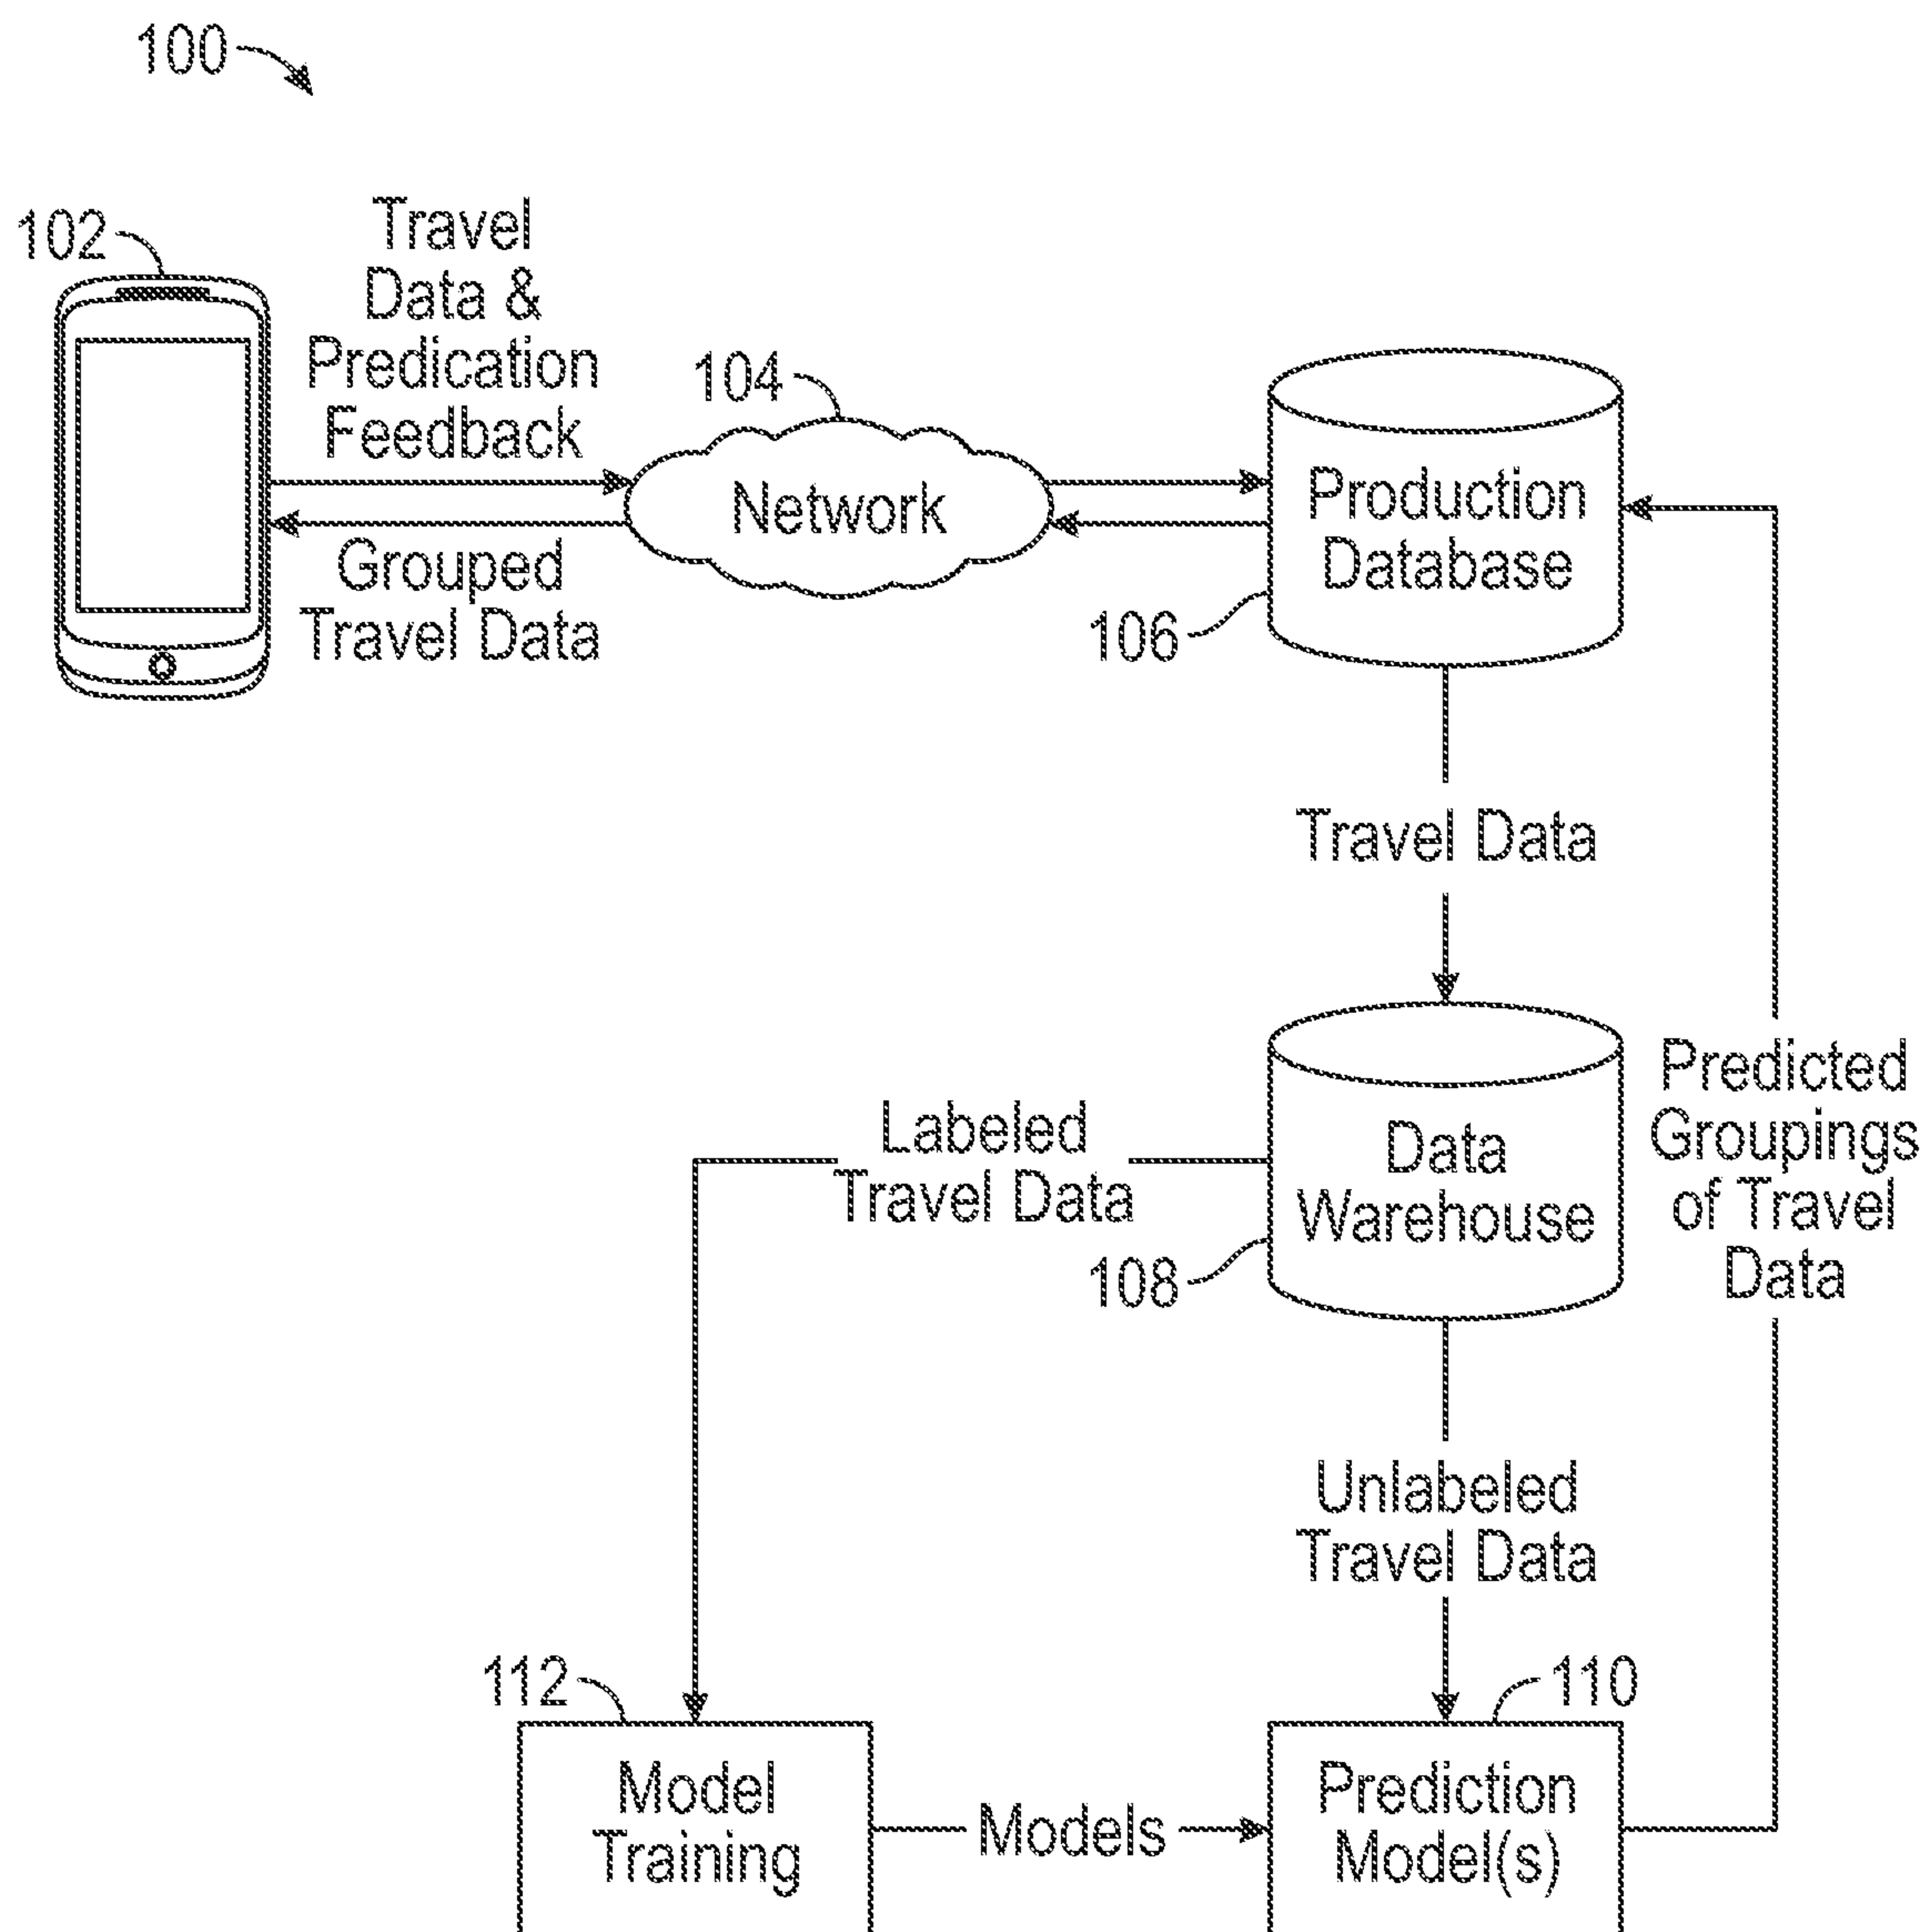 100
102
Travel
Data &
Predication
Feedback
104
Network
Grouped
Travel Data
Production
Database
106
Travel Data
Labeled
Travel Data
Data
Warehouse
108
Predicted
Groupings
of Travel
Data
Unlabeled
Travel Data
112
110
Model
Training
Models
Prediction
Model(s)